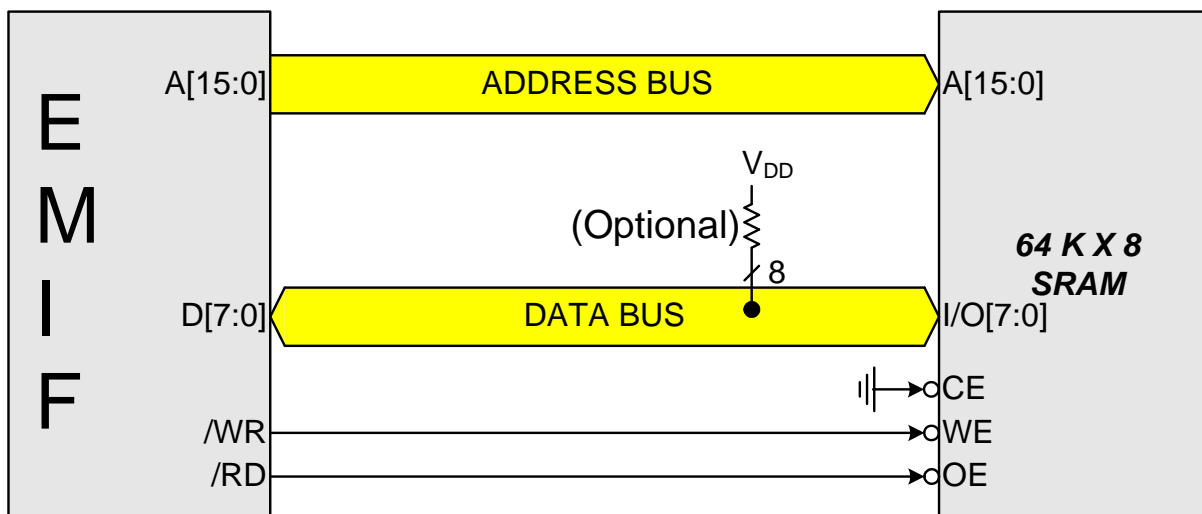 E
M
I
F
A[15:0]
ADDRESS BUS
A[15:0]
VDD
(Optional)
8
64 K X 8
SRAM
D[7:0]
DATA BUS
I/O[7:0]
CE
/WR
WE
/RD
OE